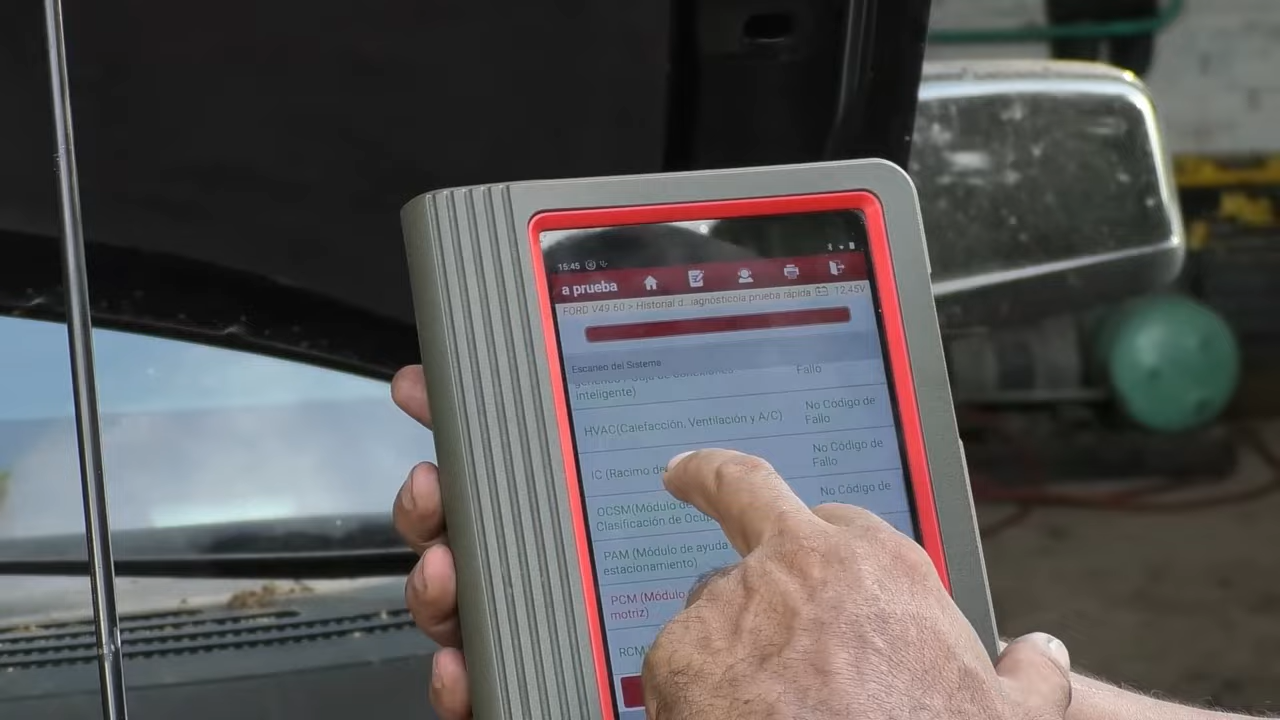 15:45
a prueba
FORD V49.60 > Historial d...iagnósticola prueba rápida 12,45V
Escaneo del Sistema
inteligente) Fallo
HVAC(Calefacción, Ventilación y A/C) No Código de
Fallo
IC (Racimo de No Código de
Fallo
OCSM(Módulo de No Código de
Clasificación de Ocup
PAM (Módulo de ayuda
estacionamiento)
PCM (Módulo
motriz)
RCM